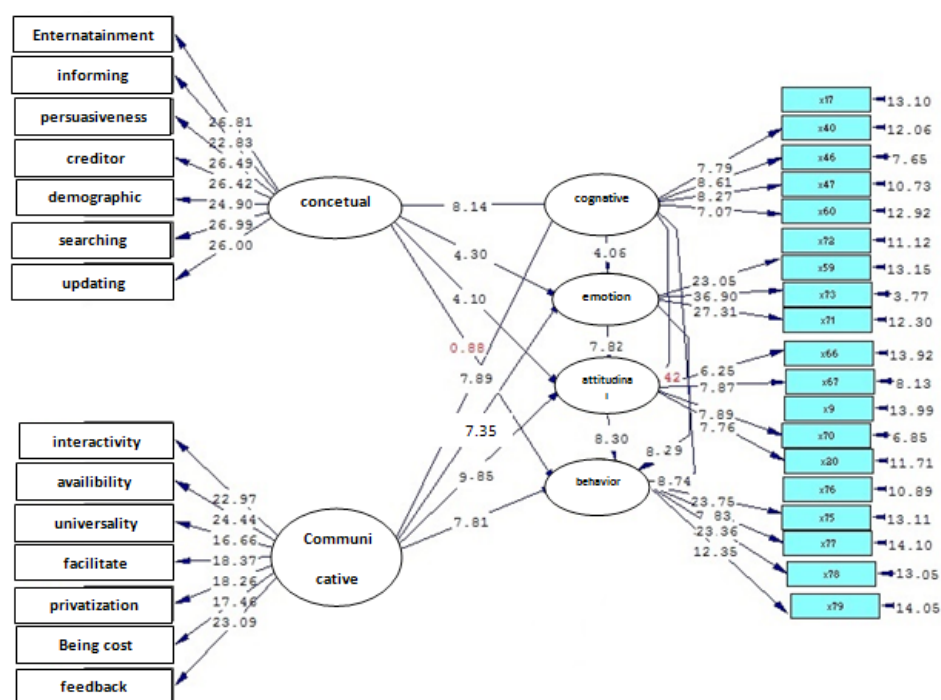 Enternatainment
informing
persuasiveness
creditor
demographic
searching
updating
26.81
22.83
26.49
26.42
24.90
26.99
26.00
concetual
8.14
4.30
4.10
0.88
7.89
7.35
9.85
7.81
interactivity
availibility
universality
facilitate
privatization
Being cost
feedback
22.97
24.44
16.66
18.37
18.26
17.46
23.09
Communi
cative
cognative
4.06
emotion
7.82
attitudina
l
8.30
behavior
42
8.29
8.74
7.79
8.61
8.27
7.07
23.05
36.90
27.31
6.25
7.87
7.89
7.76
23.75
7.83
23.36
12.35
x17 13.10
x40 12.06
x46 7.65
x47 10.73
x60 12.92
x72 11.12
x59 13.15
x73 3.77
x71 12.30
x66 13.92
x67 8.13
x9 13.99
x70 6.85
x20 11.71
x76 10.89
x75 13.11
x77 14.10
x78 13.05
x79 14.05